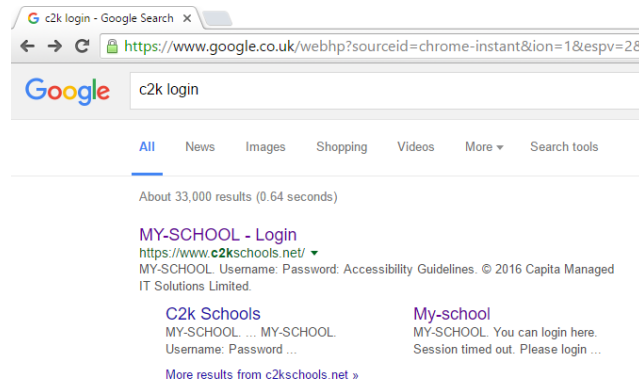 c2k login - Google Search
https://www.google.co.uk/webhp?sourceid=chrome-instant&ion=1&espv=2&
Google
c2k login
All News Images Shopping Videos More Search tools
About 33,000 results (0.64 seconds)
MY-SCHOOL - Login
https://www.c2kschools.net/
MY-SCHOOL. Username: Password: Accessibility Guidelines. © 2016 Capita Managed
IT Solutions Limited.
C2k Schools My-school
MY-SCHOOL. ... MY-SCHOOL. MY-SCHOOL. You can login here.
Username: Password ... Session timed out. Please login ...
More results from c2kschools.net »